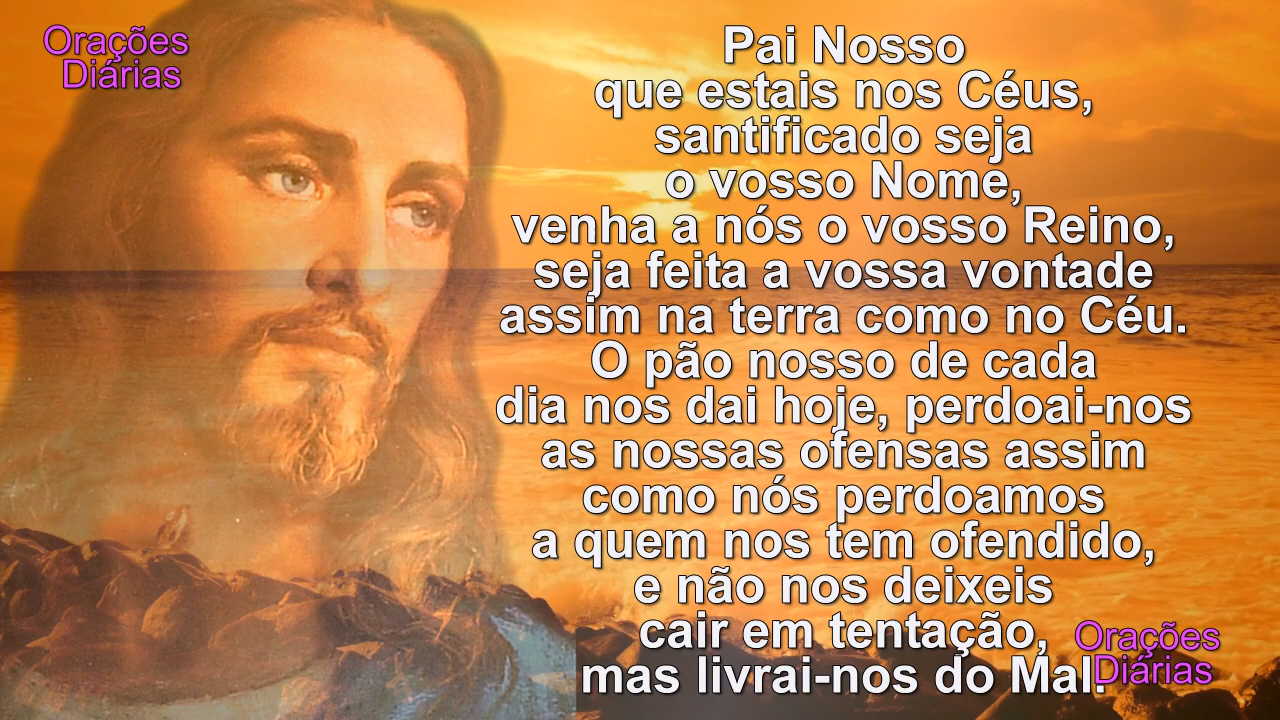 Orações
Diárias
Pai Nosso
que estais nos Céus,
santificado seja
o vosso Nome,
venha a nós o vosso Reino,
seja feita a vossa vontade
assim na terra como no Céu.
O pão nosso de cada
dia nos dai hoje, perdoai-nos
as nossas ofensas assim
como nós perdoamos
a quem nos tem ofendido,
e não nos deixeis
cair em tentação,
mas livrai-nos do Mal.
Orações
Diárias